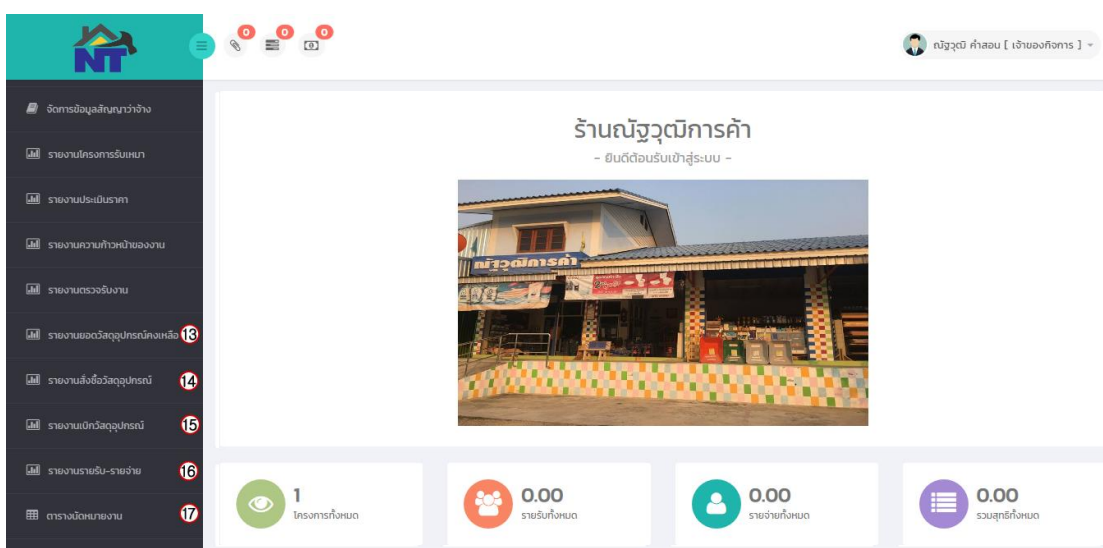 NT
0 0 0
ณัฐวุฒิ คำสอน [ เจ้าของกิจการ ]
จัดการข้อมูลสัญญาว่าจ้าง
รายงานโครงการรับเหมา
รายงานประเมินราคา
รายงานความก้าวหน้าของงาน
รายงานตรวจรับงาน
รายงานยอดวัสดุอุปกรณ์คงเหลือ 13
รายงานสั่งซื้อวัสดุอุปกรณ์ 14
รายงานเบิกวัสดุอุปกรณ์ 15
รายงานรายรับ-รายจ่าย 16
ตารางนัดหมายงาน 17
ร้านณัฐวุฒิการค้า
- ยินดีต้อนรับเข้าสู่ระบบ -
ณัฐวุฒิการค้า
1
โครงการทั้งหมด
0.00
รายรับทั้งหมด
0.00
รายจ่ายทั้งหมด
0.00
รวมสุทธิทั้งหมด